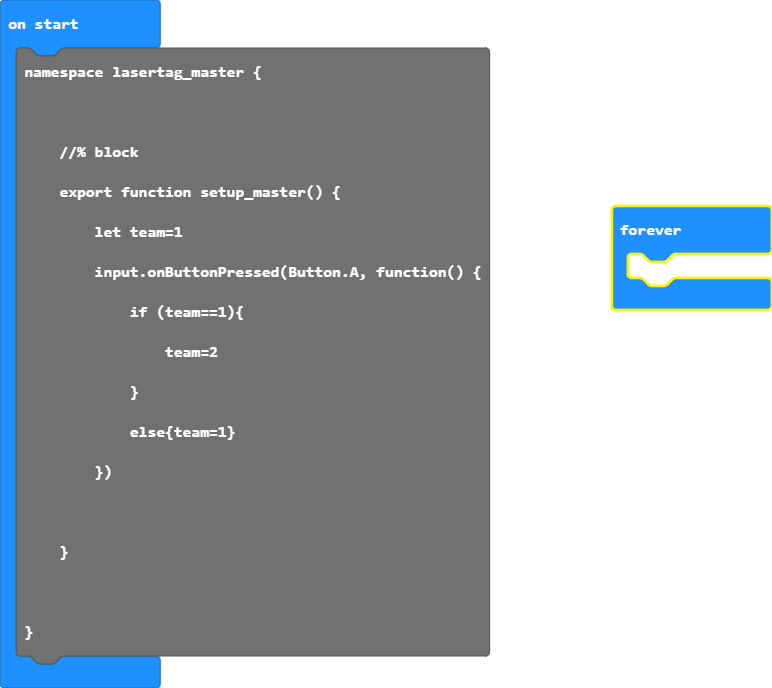 on start
namespace lasertag_master {
//% block
export function setup_master() {
let team=1
input.onButtonPressed(Button.A, function() {
if (team==1){
team=2
}
else{team=1}
})
}
}
forever